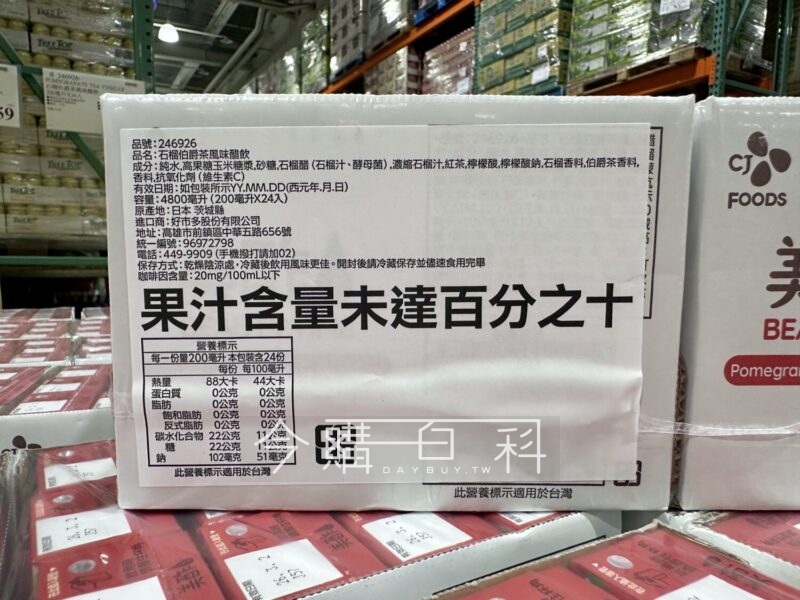 TREE TOP
246926
POMEGRANATE TEA VINEGAR
59
品號:246926
品名:石榴伯爵茶風味醋飲
成分:純水,高果糖玉米糖漿,砂糖,石榴醋(石榴汁、酵母菌),濃縮石榴汁,紅茶,檸檬酸,檸檬酸鈉,石榴香料,伯爵茶香料,
香料,抗氧化劑(維生素C)
有效日期:如包裝所示YY.MM.DD(西元年.月.日)
容量:4800毫升(200毫升X24入)
原產地:日本 茨城縣
進口商:好市多股份有限公司
地址:高雄市前鎮區中華五路656號
統一編號:96972798
電話:449-9909 (手機撥打請加02)
保存方式:乾燥陰涼處,冷藏後飲用風味更佳。開封後請冷藏保存並儘速食用完畢
咖啡因含量:20mg/100mL以下
果汁含量未達百分之十
營養標示
每一份量200毫升 本包裝含24份
每份 每100毫升
熱量 88大卡 44大卡
蛋白質 0公克 0公克
脂肪 0公克 0公克
飽和脂肪 0公克 0公克
反式脂肪 0公克 0公克
碳水化合物 22公克
糖 22公克
鈉 102毫克 51毫克
此營養標示適用於台灣
此營養標示適用於台灣
今購百科
DAYBUY.TW
CJ
FOODS
美
BEA
Pomegran